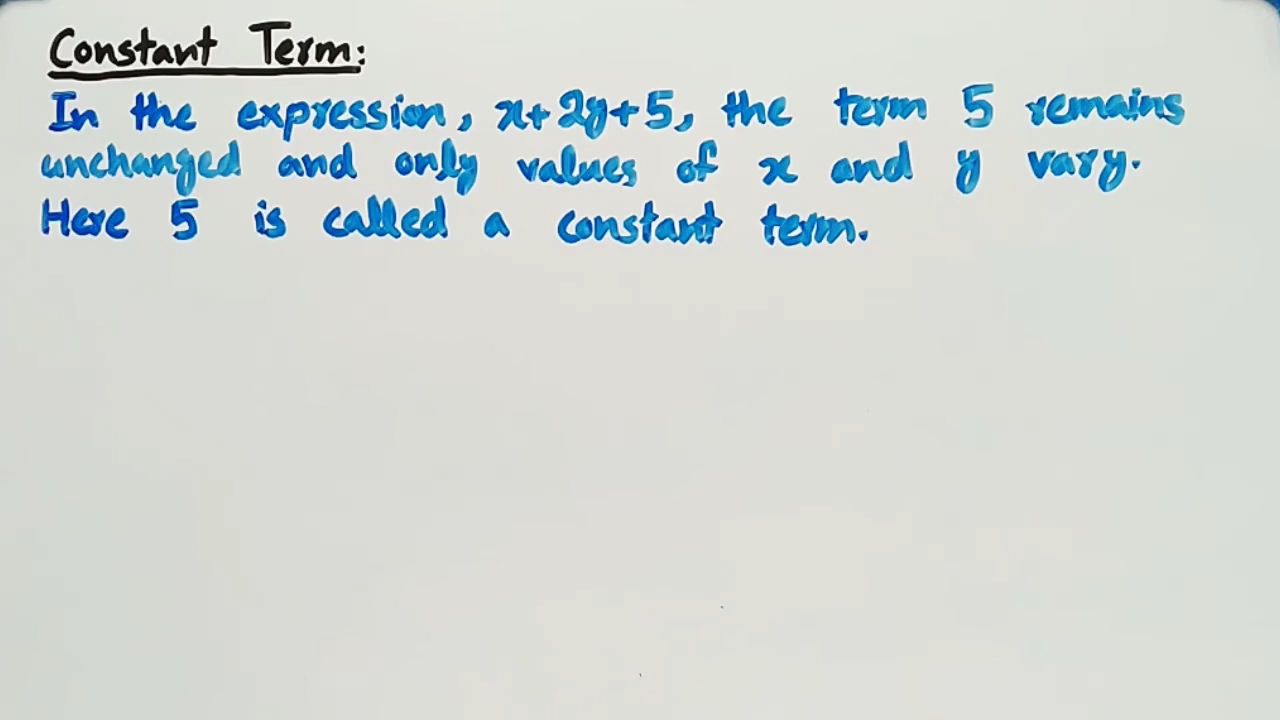 Constant Term:
In the expression, x+2y+5, the term 5 remains
unchanged and only values of x and y vary.
Here 5 is called a constant term.